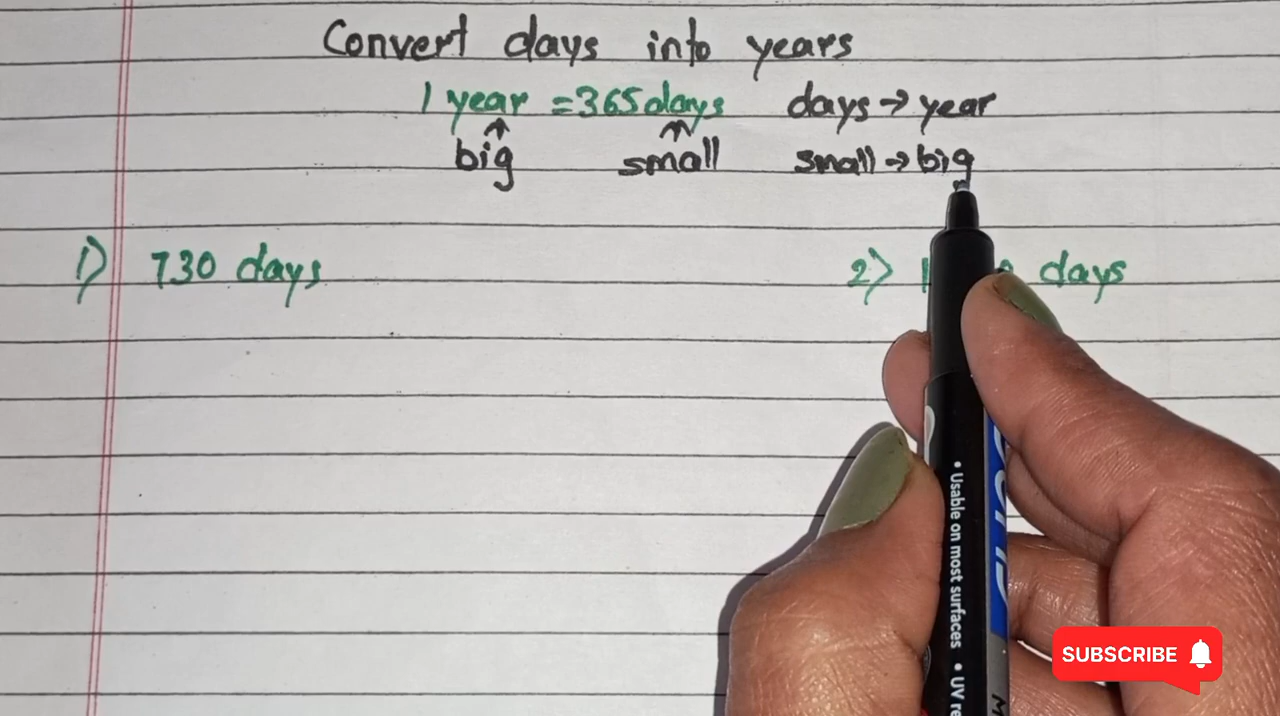 Convert days into years
1 year = 365 days days → year
↑ ↑
big small small → big
1) 730 days 2) days
• Usable on most surfaces • UV re
SUBSCRIBE